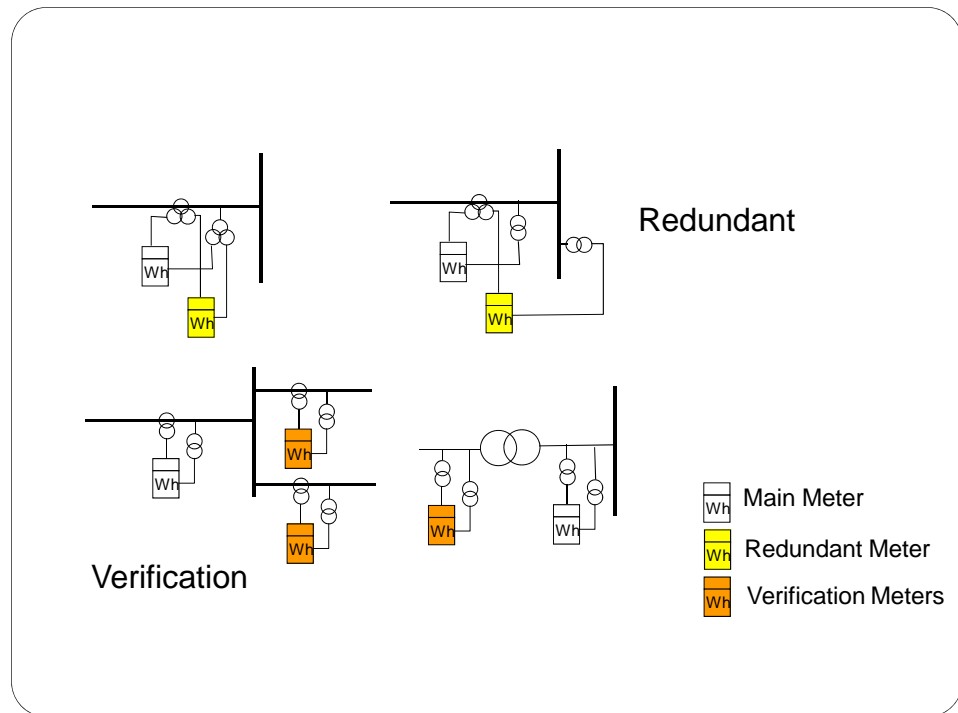 Redundant
Wh
Wh
Wh
Wh
Wh
Wh
Wh
Wh
Wh
Verification
Wh Main Meter
Wh Redundant Meter
Wh Verification Meters